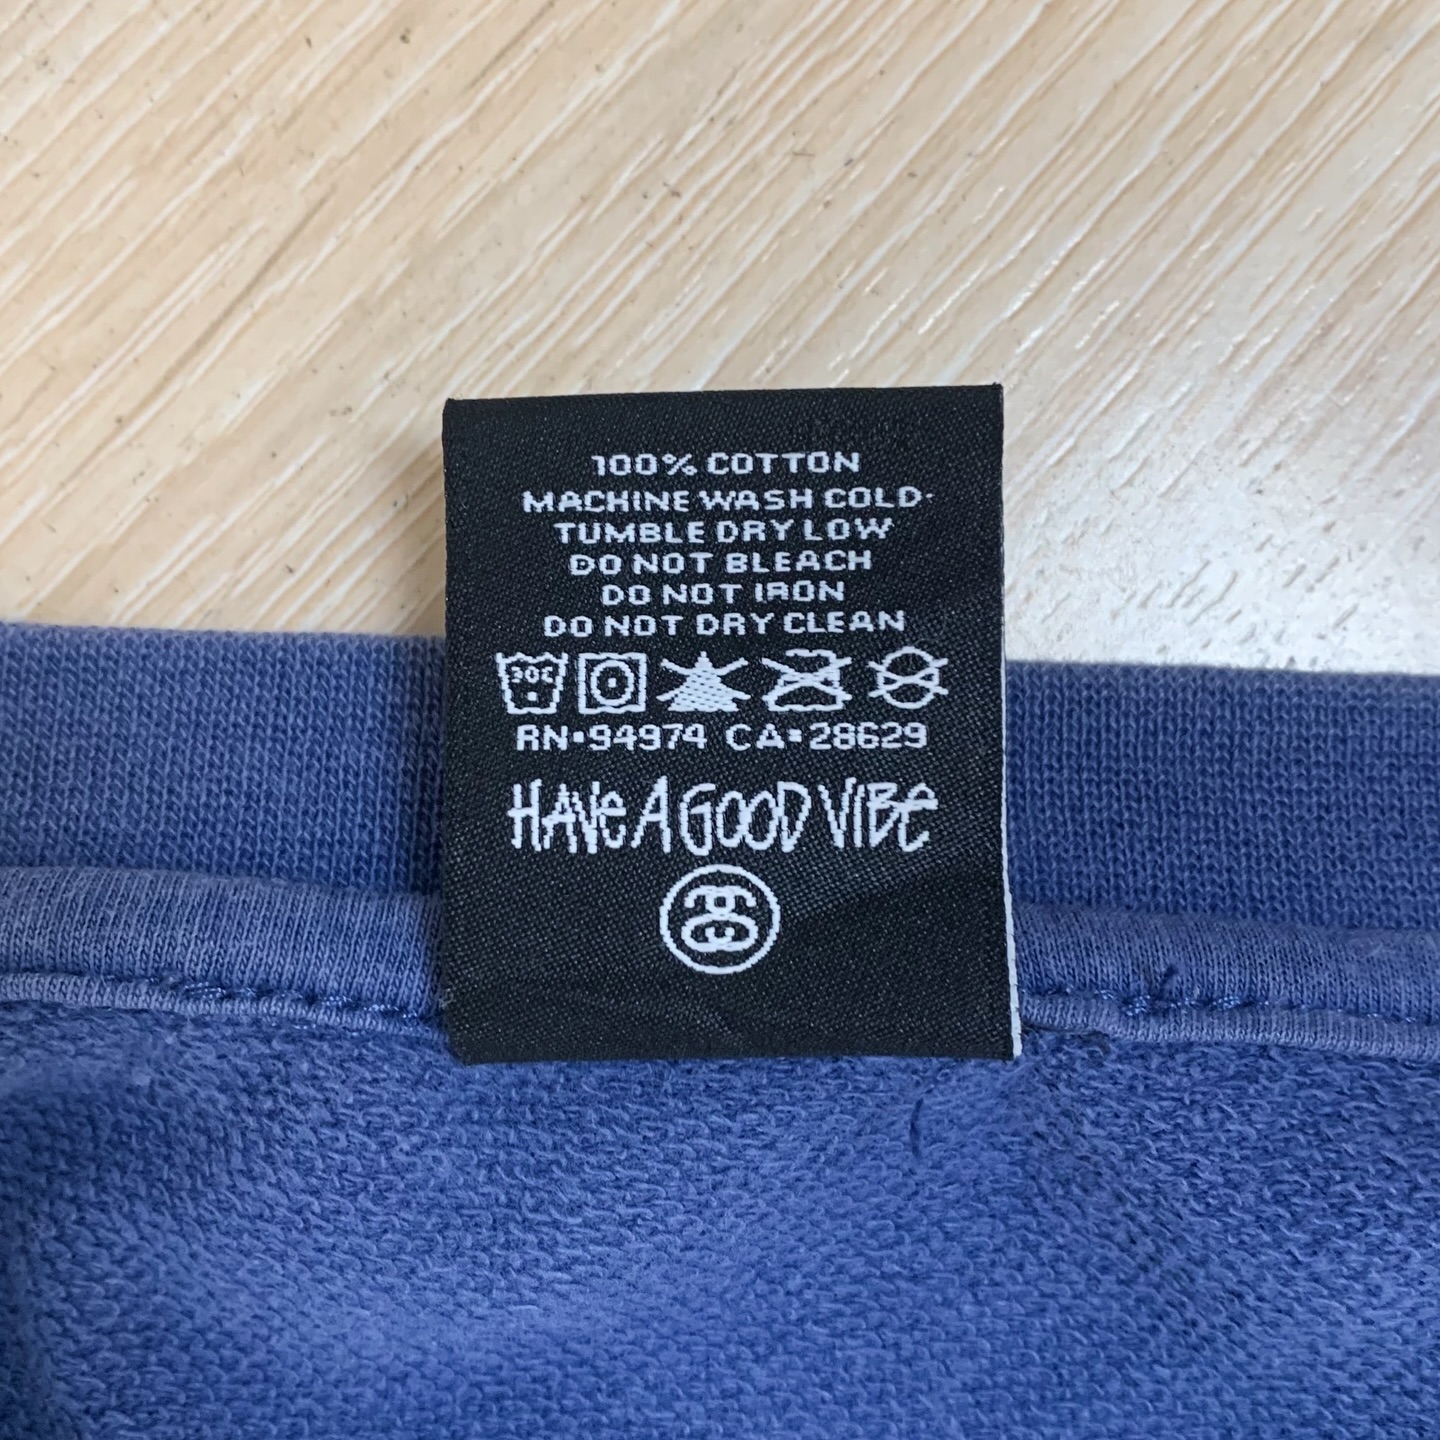 100% COTTON
MACHINE WASH COLD·
TUMBLE DRY LOW
DO NOT BLEACH
DO NOT IRON
DO NOT DRY CLEAN
30C
RN·94974 CA·28629
HAVE A GOOD VIBE